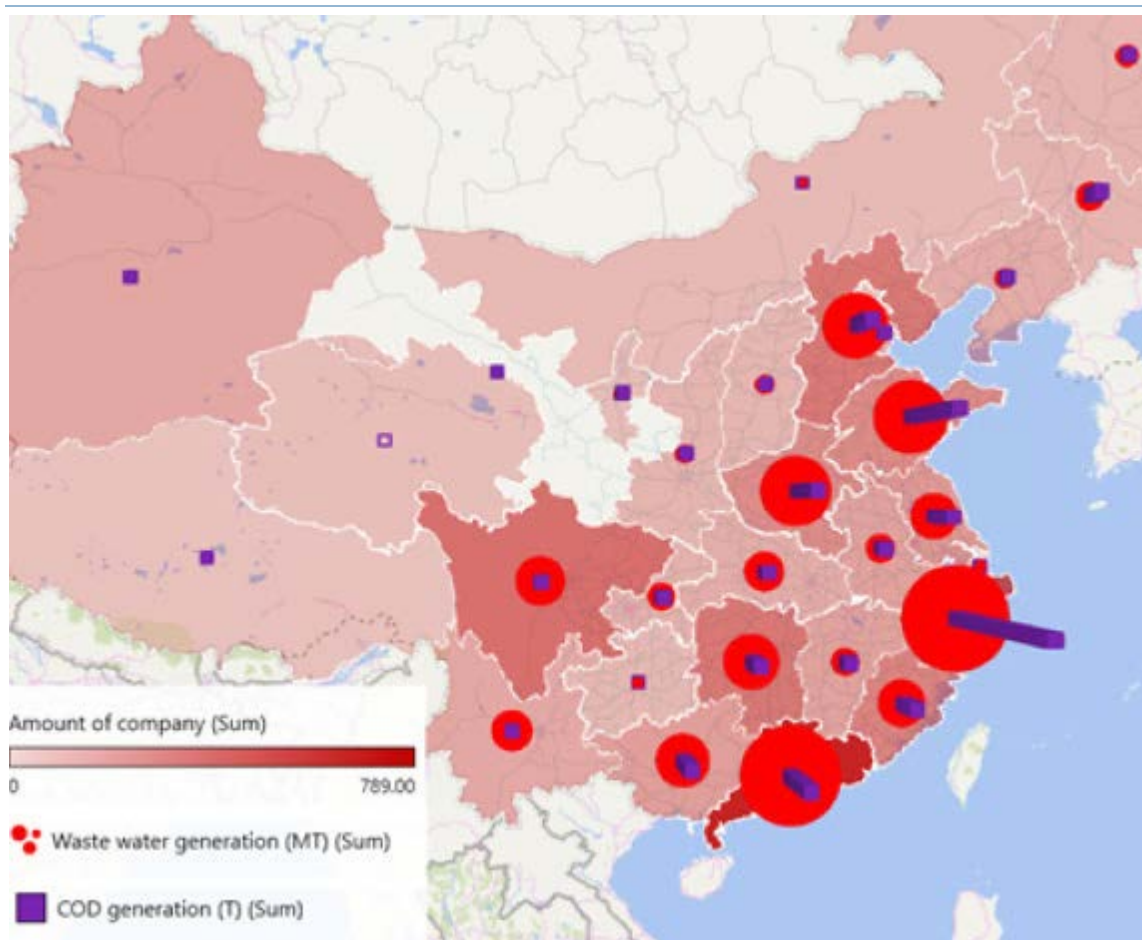 Amount of company (Sum)
0 789.00
Waste water generation (MT) (Sum)
COD generation (T) (Sum)